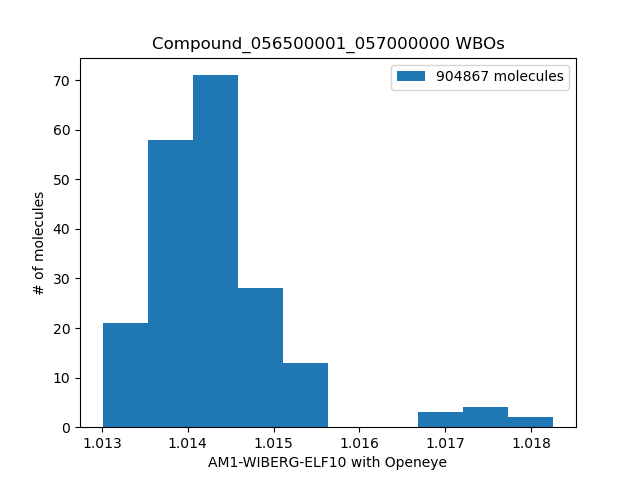 Compound_056500001_057000000 WBOs
904867 molecules
# of molecules
70
60
50
40
30
20
10
0
1.013 1.014 1.015 1.016 1.017 1.018
AM1-WIBERG-ELF10 with Openeye